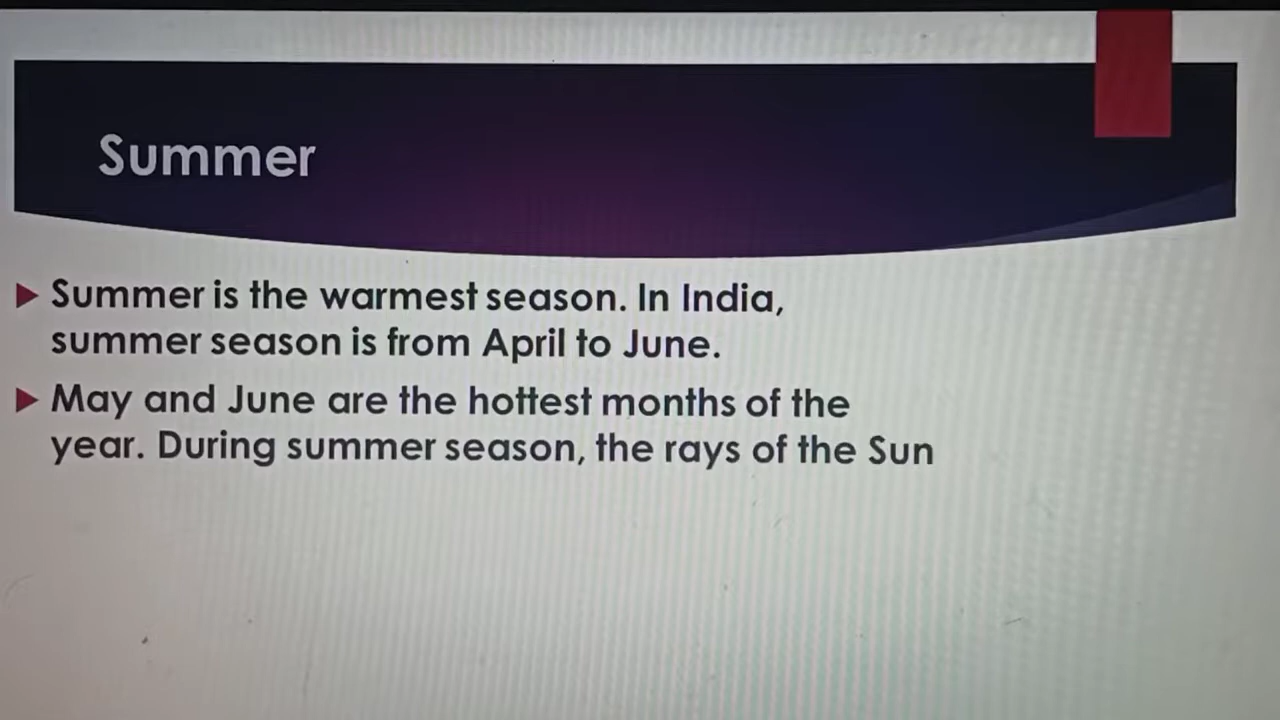 Summer
Summer is the warmest season. In India,
summer season is from April to June.
May and June are the hottest months of the
year. During summer season, the rays of the Sun